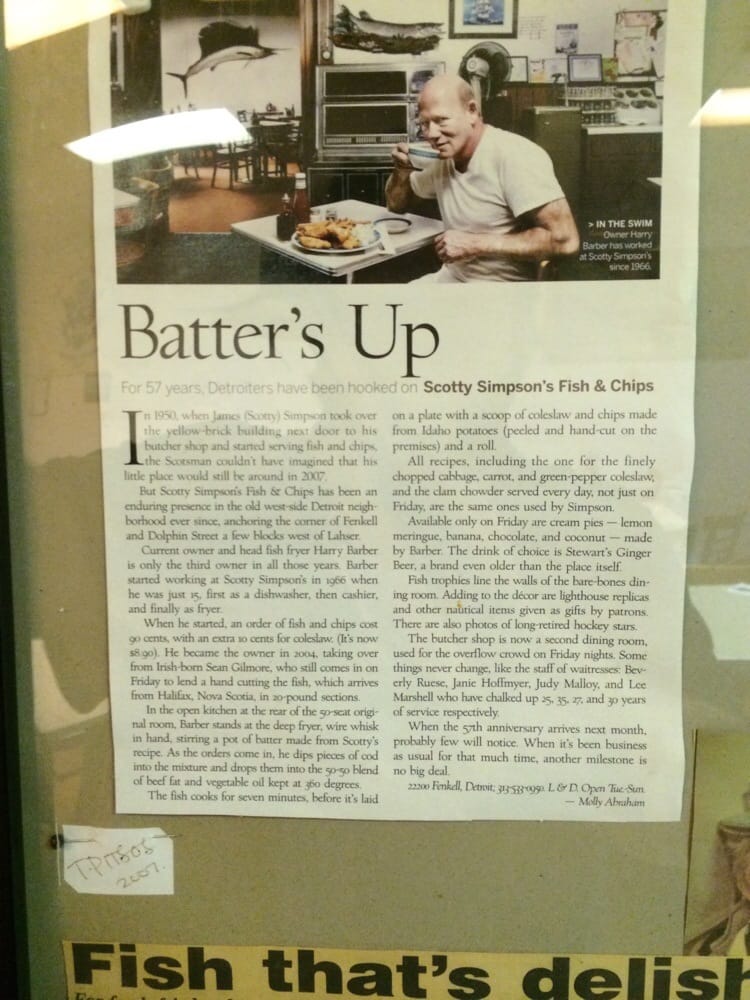 > IN THE SWIM
Owner Harry
Barber has worked
at Scotty Simpson's
since 1966.
Batter's Up
For 57 years, Detroiters have been hooked on Scotty Simpson's Fish & Chips
In 1950, when James (Scotty) Simpson took over
the yellow-brick building next door to his
butcher shop and started serving fish and chips,
the Scotsman couldn't have imagined that his
little place would still be around in 2007.
But Scotty Simpson's Fish & Chips has been an
enduring presence in the old west-side Detroit neigh-
borhood ever since, anchoring the corner of Fenkell
and Dolphin Street a few blocks west of Lahser.
Current owner and head fish fryer Harry Barber
is only the third owner in all those years. Barber
started working at Scotty Simpson's in 1966 when
he was just 15, first as a dishwasher, then cashier,
and finally as fryer.
When he started, an order of fish and chips cost
90 cents, with an extra 10 cents for coleslaw. (It's now
$8.90). He became the owner in 2004, taking over
from Irish-born Sean Gilmore, who still comes in on
Friday to lend a hand cutting the fish, which arrives
from Halifax, Nova Scotia, in 20-pound sections.
In the open kitchen at the rear of the 50-seat origi-
nal room, Barber stands at the deep fryer, wire whisk
in hand, stirring a pot of batter made from Scotty's
recipe. As the orders come in, he dips pieces of cod
into the mixture and drops them into the 50-50 blend
of beef fat and vegetable oil kept at 360 degrees.
The fish cooks for seven minutes, before it's laid
on a plate with a scoop of coleslaw and chips made
from Idaho potatoes (peeled and hand-cut on the
premises) and a roll.
All recipes, including the one for the finely
chopped cabbage, carrot, and green-pepper coleslaw,
and the clam chowder served every day, not just on
Friday, are the same ones used by Simpson.
Available only on Friday are cream pies — lemon
meringue, banana, chocolate, and coconut — made
by Barber. The drink of choice is Stewart's Ginger
Beer, a brand even older than the place itself.
Fish trophies line the walls of the bare-bones din-
ing room. Adding to the décor are lighthouse replicas
and other nautical items given as gifts by patrons.
There are also photos of long-retired hockey stars.
The butcher shop is now a second dining room,
used for the overflow crowd on Friday nights. Some
things never change, like the staff of waitresses: Bev-
erly Ruese, Janie Hoffmyer, Judy Malloy, and Lee
Marshell who have chalked up 25, 35, 27, and 30 years
of service respectively.
When the 57th anniversary arrives next month,
probably few will notice. When it's been business
as usual for that much time, another milestone is
no big deal.
22200 Fenkell, Detroit; 313-533-0950. L & D. Open Tue.-Sun.
— Molly Abraham
T. PITSOS
2007.
Fish that's delish